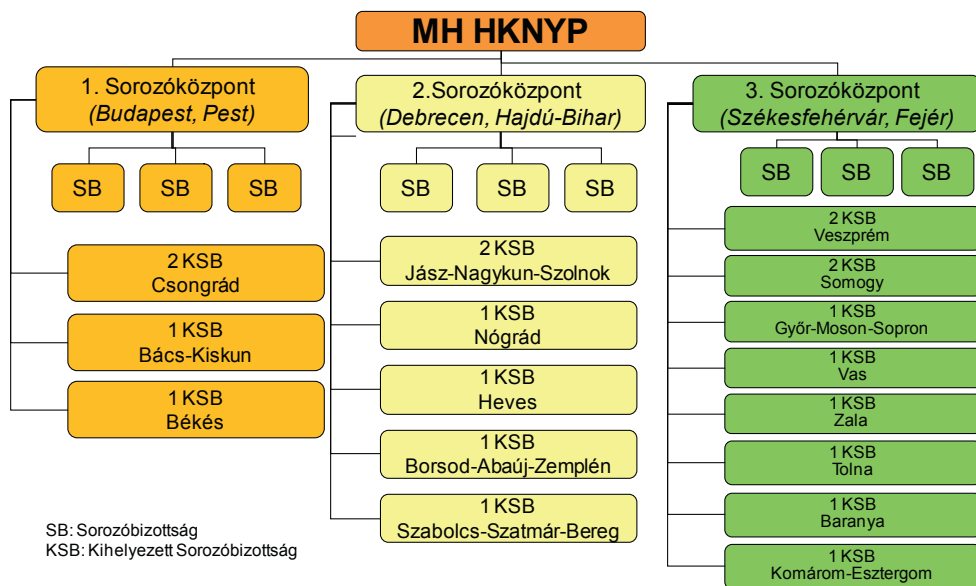 MH HKNYP
1. Sorozóközpont
(Budapest, Pest)
SB
SB
SB
2 KSB
Csongrád
1 KSB
Bács-Kiskun
1 KSB
Békés
2.Sorozóközpont
(Debrecen, Hajdú-Bihar)
SB
SB
SB
2 KSB
Jász-Nagykun-Szolnok
1 KSB
Nógrád
1 KSB
Heves
1 KSB
Borsod-Abaúj-Zemplén
1 KSB
Szabolcs-Szatmár-Bereg
3. Sorozóközpont
(Székesfehérvár, Fejér)
SB
SB
SB
2 KSB
Veszprém
2 KSB
Somogy
1 KSB
Győr-Moson-Sopron
1 KSB
Vas
1 KSB
Zala
1 KSB
Tolna
1 KSB
Baranya
1 KSB
Komárom-Esztergom
SB: Sorozóbizottság
KSB: Kihelyezett Sorozóbizottság